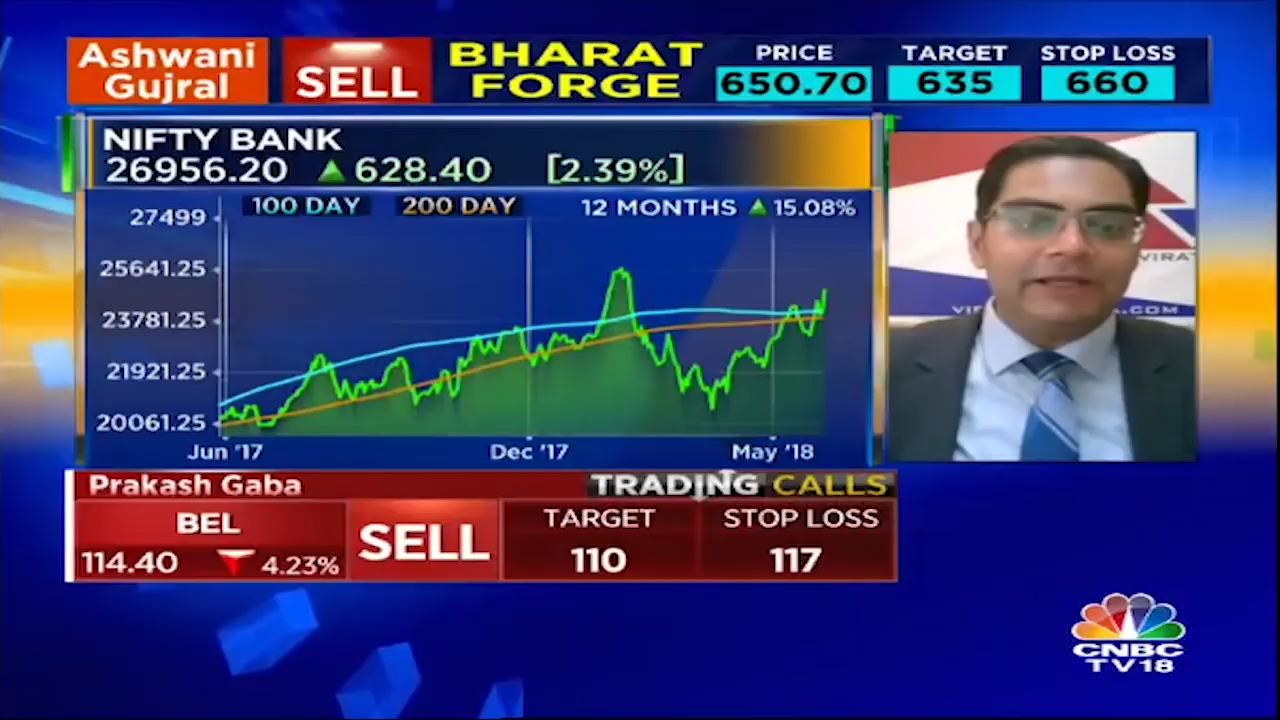 Ashwani
Gujral
SELL
BHARAT
FORGE
PRICE
650.70
TARGET
635
STOP LOSS
660
NIFTY BANK
26956.20 ▲ 628.40 [2.39%]
100 DAY 200 DAY 12 MONTHS ▲ 15.08%
27499
25641.25
23781.25
21921.25
20061.25
Jun '17 Dec '17 May '18
Prakash Gaba
TRADING CALLS
BEL
114.40 ▼ 4.23%
SELL
TARGET
110
STOP LOSS
117
CNBC
TV18